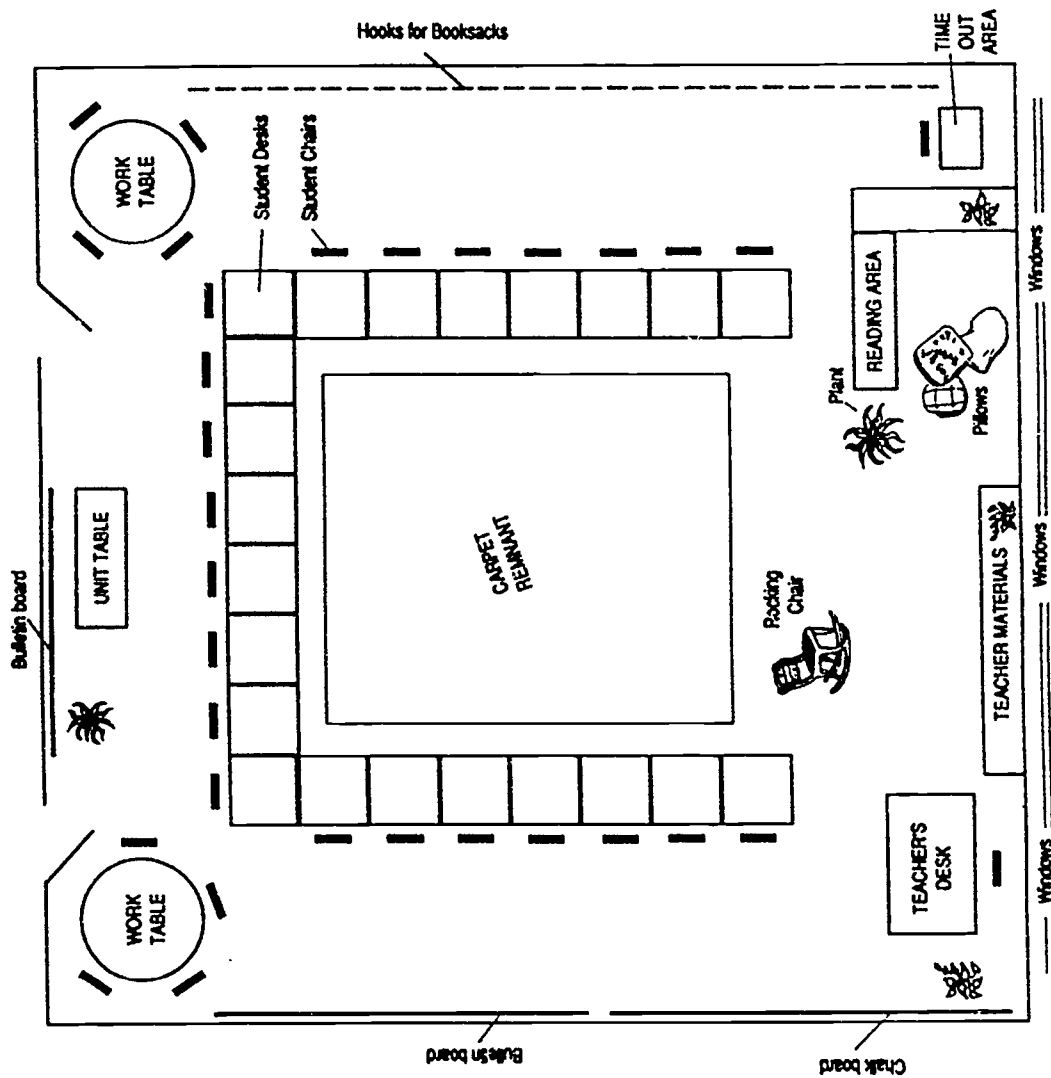 Hooks for Booksacks
TIME
OUT
AREA
WORK
TABLE
Student Desks
Student Chairs
Windows
READING AREA
Plant
Pillows
Bulletin board
UNIT TABLE
CARPET
REMNANT
Rocking
Chair
TEACHER MATERIALS
Windows
WORK
TABLE
TEACHER'S
DESK
Windows
Bulletin board
Chalk board